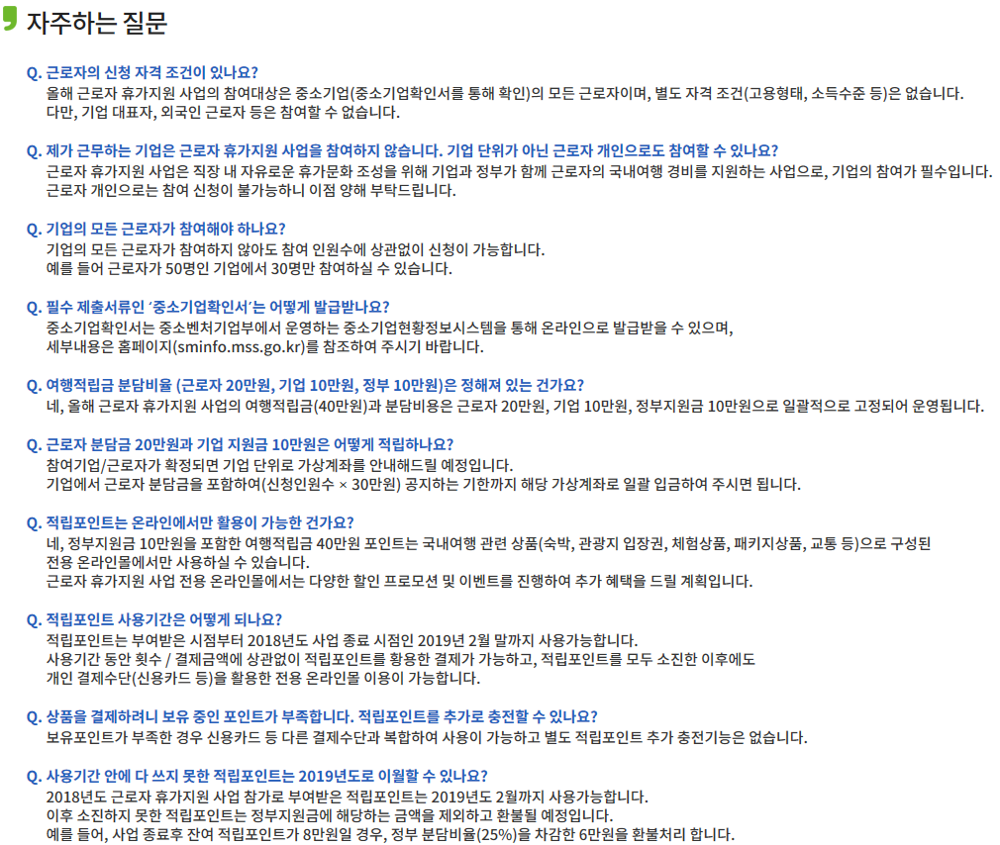 자주하는 질문
Q. 근로자의 신청 자격 조건이 있나요?
올해 근로자 휴가지원 사업의 참여대상은 중소기업(중소기업확인서를 통해 확인)의 모든 근로자이며, 별도 자격 조건(고용형태, 소득수준 등)은 없습니다.
다만, 기업 대표자, 외국인 근로자 등은 참여할 수 없습니다.
Q. 제가 근무하는 기업은 근로자 휴가지원 사업을 참여하지 않습니다. 기업 단위가 아닌 근로자 개인으로도 참여할 수 있나요?
근로자 휴가지원 사업은 직장 내 자유로운 휴가문화 조성을 위해 기업과 정부가 함께 근로자의 국내여행 경비를 지원하는 사업으로, 기업의 참여가 필수입니다.
근로자 개인으로는 참여 신청이 불가능하니 이점 양해 부탁드립니다.
Q. 기업의 모든 근로자가 참여해야 하나요?
기업의 모든 근로자가 참여하지 않아도 참여 인원수에 상관없이 신청이 가능합니다.
예를 들어 근로자가 50명인 기업에서 30명만 참여하실 수 있습니다.
Q. 필수 제출서류인 ‘중소기업확인서’는 어떻게 발급받나요?
중소기업확인서는 중소벤처기업부에서 운영하는 중소기업현황정보시스템을 통해 온라인으로 발급받을 수 있으며,
세부내용은 홈페이지(sminfo.mss.go.kr)를 참조하여 주시기 바랍니다.
Q. 여행적립금 분담비율 (근로자 20만원, 기업 10만원, 정부 10만원)은 정해져 있는 건가요?
네, 올해 근로자 휴가지원 사업의 여행적립금(40만원)과 분담비용은 근로자 20만원, 기업 10만원, 정부지원금 10만원으로 일괄적으로 고정되어 운영됩니다.
Q. 근로자 분담금 20만원과 기업 지원금 10만원은 어떻게 적립하나요?
참여기업/근로자가 확정되면 기업 단위로 가상계좌를 안내해드릴 예정입니다.
기업에서 근로자 분담금을 포함하여(신청인원수 × 30만원) 공지하는 기한까지 해당 가상계좌로 일괄 입금하여 주시면 됩니다.
Q. 적립포인트는 온라인에서만 활용이 가능한 건가요?
네, 정부지원금 10만원을 포함한 여행적립금 40만원 포인트는 국내여행 관련 상품(숙박, 관광지 입장권, 체험상품, 패키지상품, 교통 등)으로 구성된
전용 온라인몰에서만 사용하실 수 있습니다.
근로자 휴가지원 사업 전용 온라인몰에서는 다양한 할인 프로모션 및 이벤트를 진행하여 추가 혜택을 드릴 계획입니다.
Q. 적립포인트 사용기간은 어떻게 되나요?
적립포인트는 부여받은 시점부터 2018년도 사업 종료 시점인 2019년 2월 말까지 사용가능합니다.
사용기간 동안 횟수 / 결제금액에 상관없이 적립포인트를 황용한 결제가 가능하고, 적립포인트를 모두 소진한 이후에도
개인 결제수단(신용카드 등)을 활용한 전용 온라인몰 이용이 가능합니다.
Q. 상품을 결제하려니 보유 중인 포인트가 부족합니다. 적립포인트를 추가로 충전할 수 있나요?
보유포인트가 부족한 경우 신용카드 등 다른 결제수단과 복합하여 사용이 가능하고 별도 적립포인트 추가 충전기능은 없습니다.
Q. 사용기간 안에 다 쓰지 못한 적립포인트는 2019년도로 이월할 수 있나요?
2018년도 근로자 휴가지원 사업 참가로 부여받은 적립포인트는 2019년도 2월까지 사용가능합니다.
이후 소진하지 못한 적립포인트는 정부지원금에 해당하는 금액을 제외하고 환불될 예정입니다.
예를 들어, 사업 종료후 잔여 적립포인트가 8만원일 경우, 정부 분담비율(25%)을 차감한 6만원을 환불처리 합니다.